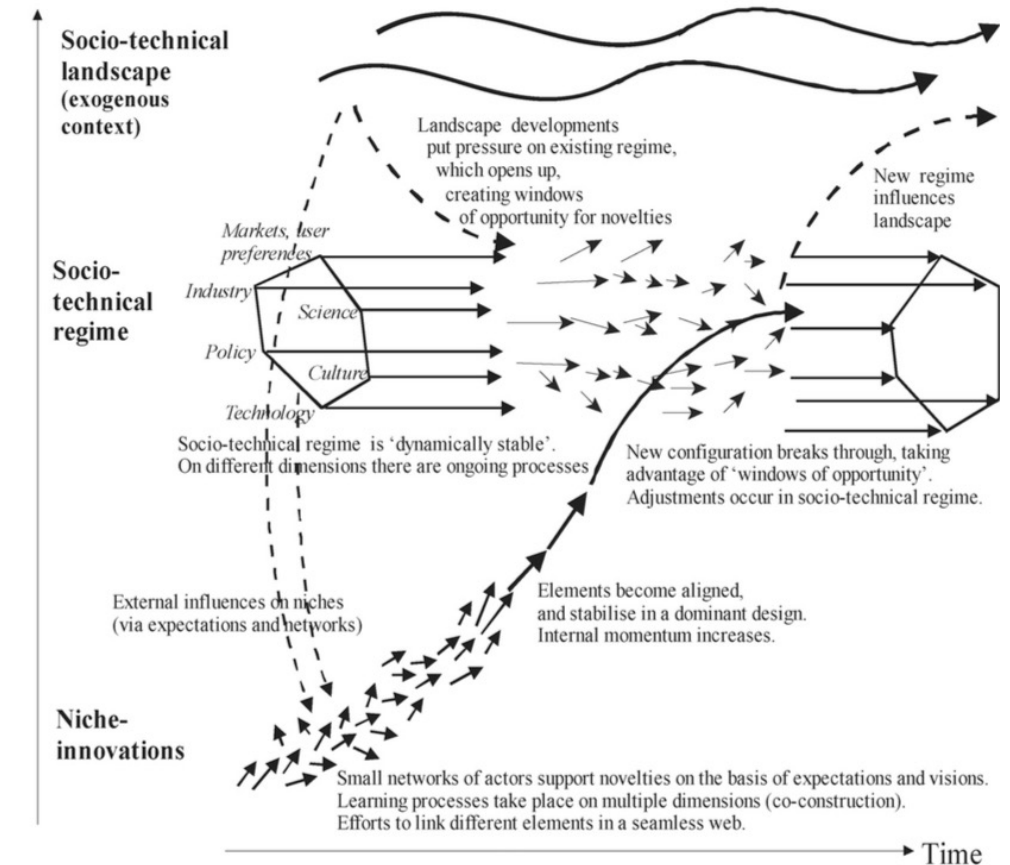 Socio-technical
landscape
(exogenous
context)
Landscape developments
put pressure on existing regime,
which opens up,
creating windows
of opportunity for novelties
New regime
influences
landscape
Markets, user
preferences
Socio-
technical
regime
Industry
Science
Policy
Culture
Technology
Socio-technical regime is ‘dynamically stable’.
On different dimensions there are ongoing processes
New configuration breaks through, taking
advantage of ‘windows of opportunity’.
Adjustments occur in socio-technical regime.
External influences on niches
(via expectations and networks)
Elements become aligned,
and stabilise in a dominant design.
Internal momentum increases.
Niche-
innovations
Small networks of actors support novelties on the basis of expectations and visions.
Learning processes take place on multiple dimensions (co-construction).
Efforts to link different elements in a seamless web.
Time